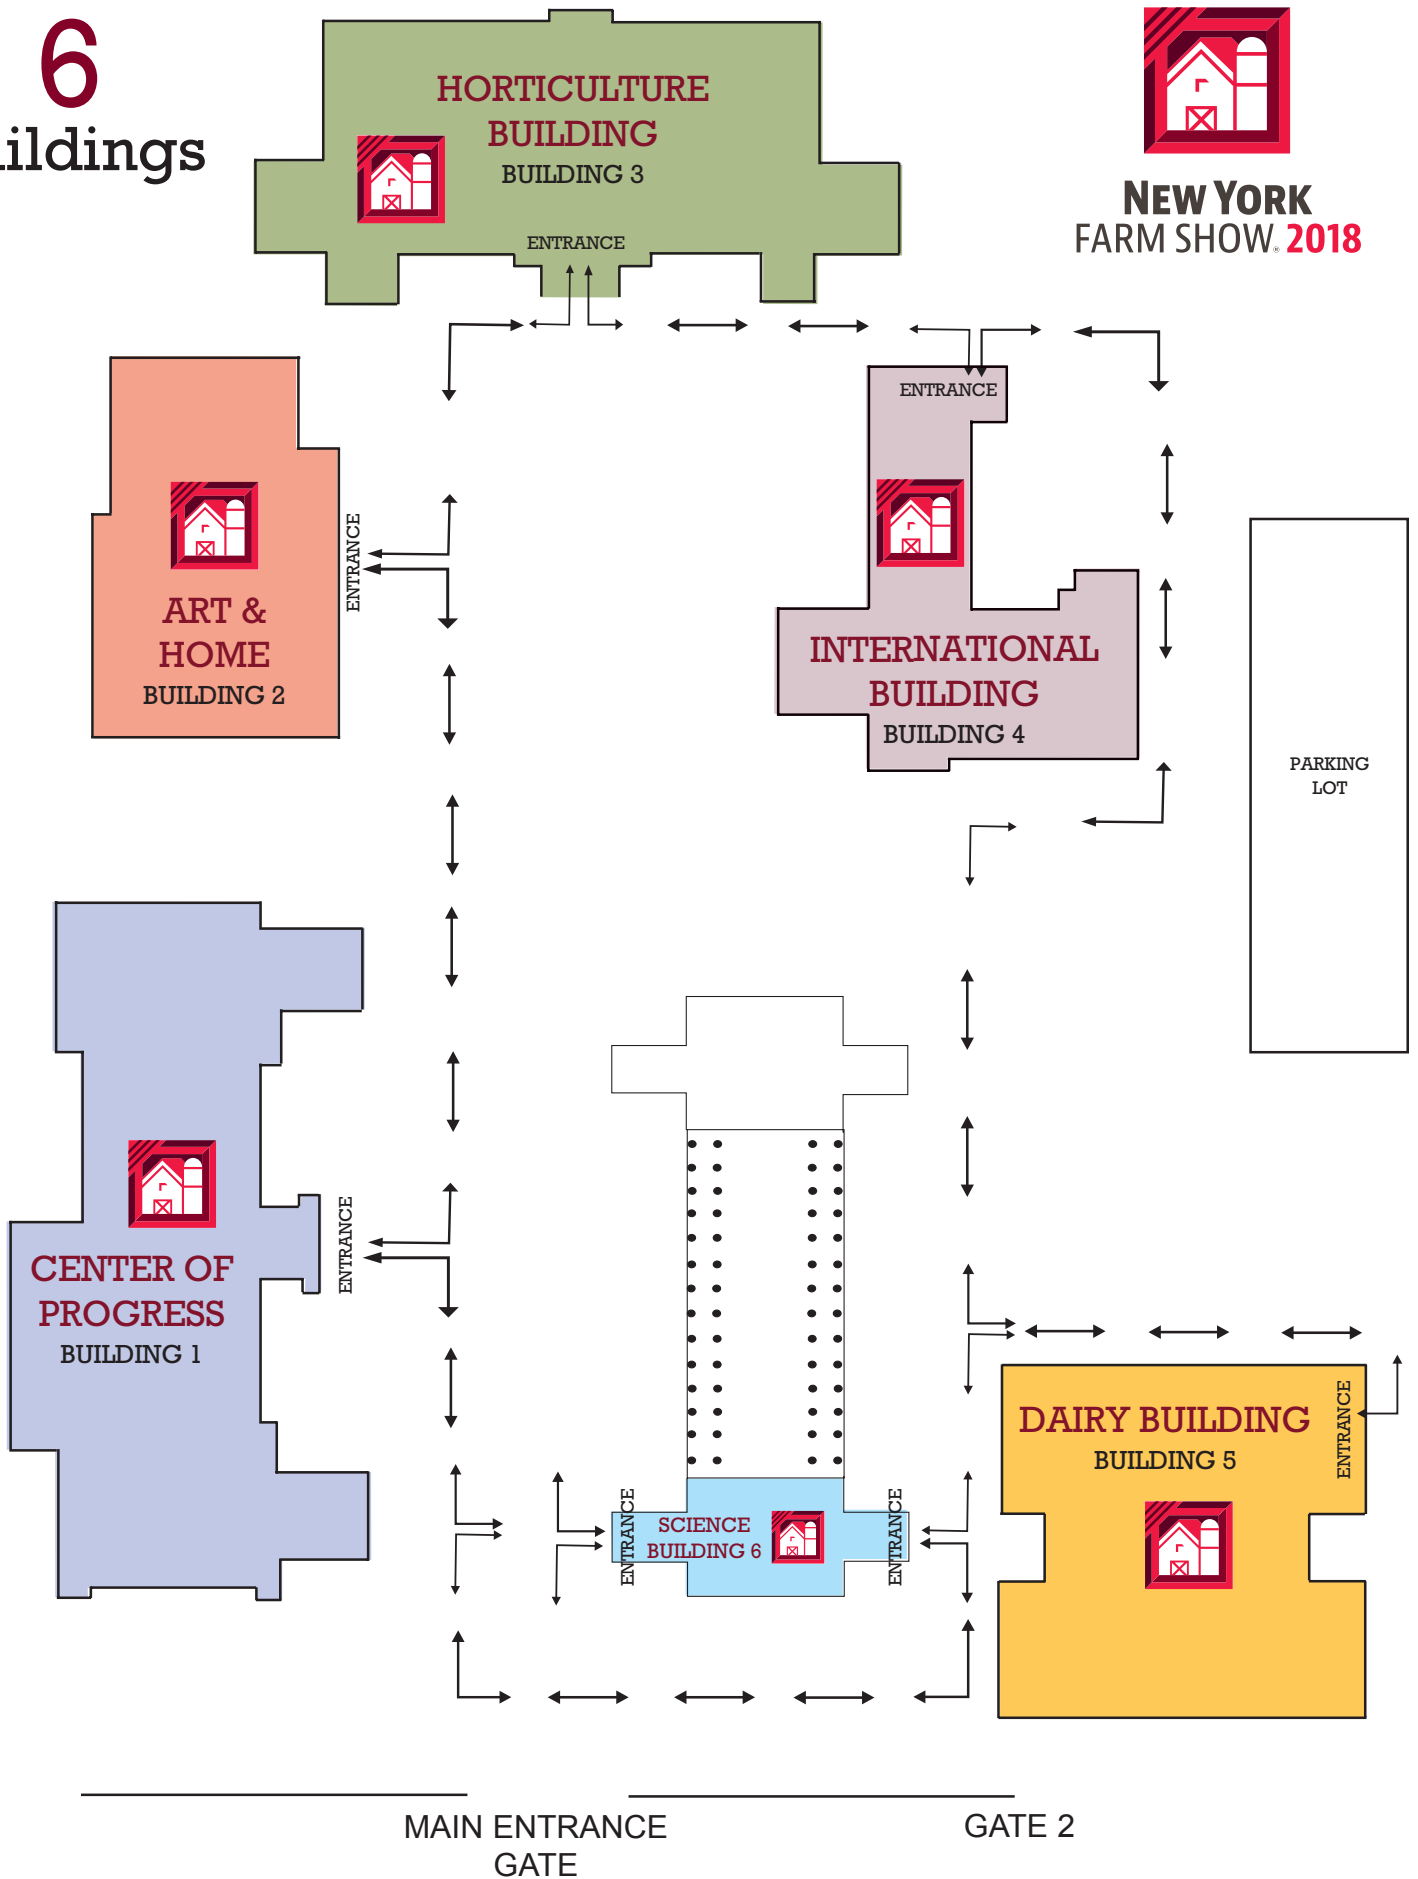 6
ildings
HORTICULTURE
BUILDING
BUILDING 3
ENTRANCE
NEW YORK
FARM SHOW® 2018
ENTRANCE
ART &
HOME
BUILDING 2
ENTRANCE
INTERNATIONAL
BUILDING
BUILDING 4
PARKING
LOT
CENTER OF
PROGRESS
BUILDING 1
ENTRANCE
DAIRY BUILDING
BUILDING 5
ENTRANCE
ENTRANCE
SCIENCE
BUILDING 6
ENTRANCE
MAIN ENTRANCE
GATE
GATE 2